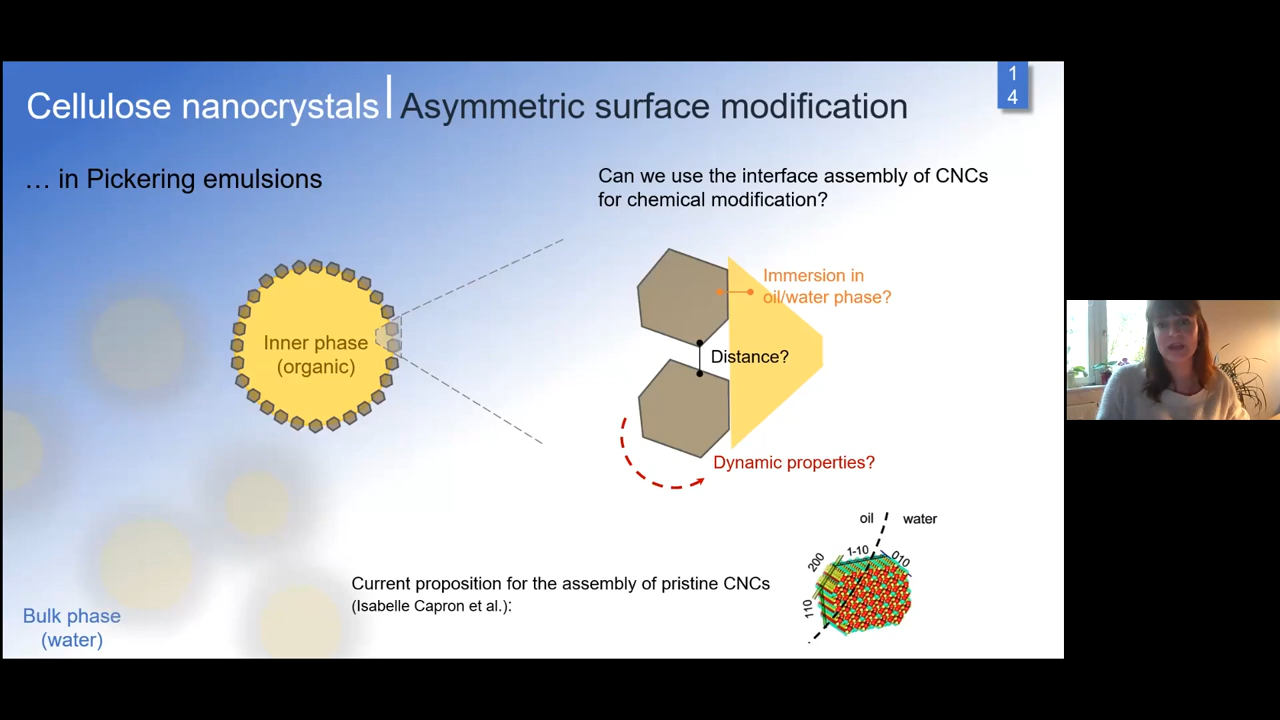 Cellulose nanocrystals
Asymmetric surface modification
1
4
… in Pickering emulsions
Can we use the interface assembly of CNCs
for chemical modification?
Inner phase
(organic)
Immersion in
oil/water phase?
Distance?
Dynamic properties?
oil
water
200
1-10
010
110
Current proposition for the assembly of pristine CNCs
(Isabelle Capron et al.):
Bulk phase
(water)